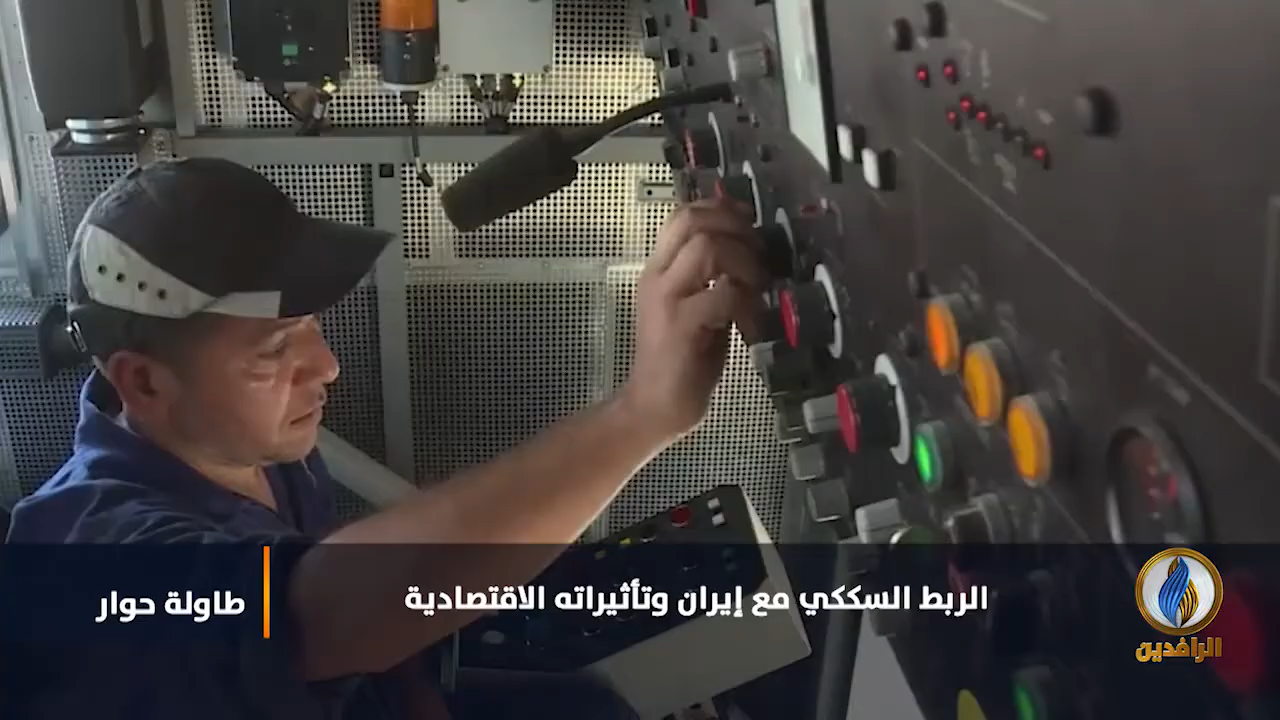 الربط السككي مع إيران وتأثيراته الاقتصادية
طاولة حوار
الرافدين